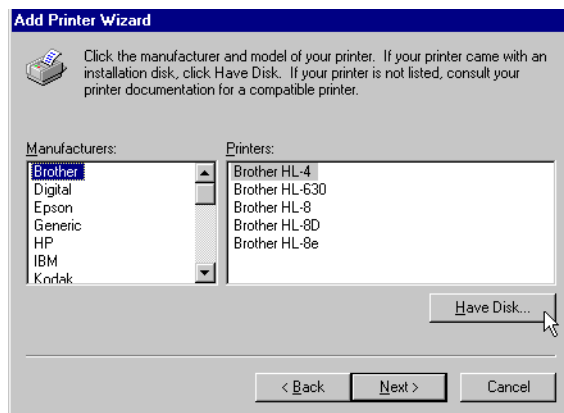 Add Printer Wizard
Click the manufacturer and model of your printer. If your printer came with an
installation disk, click Have Disk. If your printer is not listed, consult your
printer documentation for a compatible printer.
Manufacturers:
Brother
Digital
Epson
Generic
HP
IBM
Kodak
Printers:
Brother HL-4
Brother HL-630
Brother HL-8
Brother HL-8D
Brother HL-8e
Have Disk...
< Back
Next >
Cancel